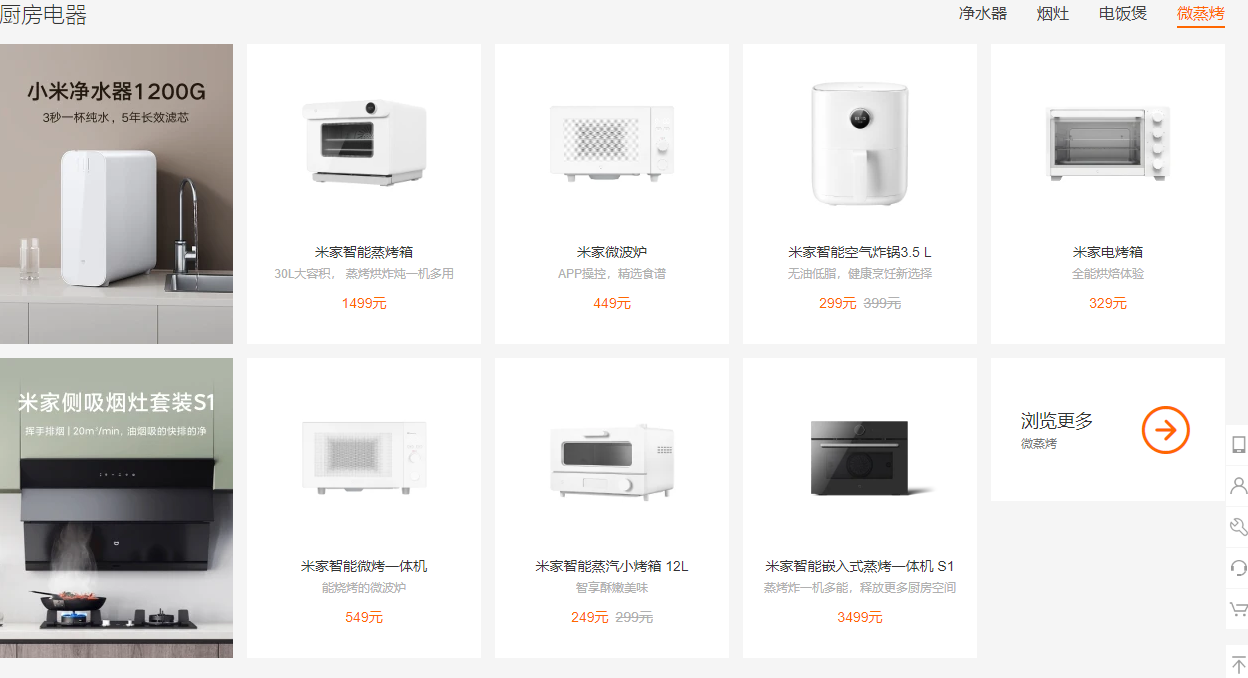 厨房电器
净水器
烟灶
电饭煲
微蒸烤
小米净水器1200G
3秒一杯纯水，5年长效滤芯
米家智能蒸烤箱
30L大容积， 蒸烤烘炸炖一机多用
1499元
米家微波炉
APP操控，精选食谱
449元
米家智能空气炸锅3.5 L
无油低脂，健康烹饪新选择
299元 399元
米家电烤箱
全能烘焙体验
329元
米家侧吸烟灶套装S1
挥手排烟 | 20m³/min，油烟吸的快排的净
米家智能微烤一体机
能烧烤的微波炉
549元
米家智能蒸汽小烤箱 12L
智享酥嫩美味
249元 299元
米家智能嵌入式蒸烤一体机 S1
蒸烤炸一机多能，释放更多厨房空间
3499元
浏览更多
微蒸烤